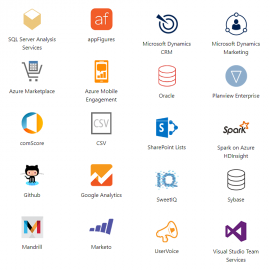 SQL Server Analysis
Services
af
appFigures
Microsoft Dynamics
CRM
Microsoft Dynamics
Marketing
Azure Marketplace
Azure Mobile
Engagement
Oracle
Planview Enterprise
comScore
CSV
CSV
S
SharePoint Lists
Spark
Spark on Azure
HDInsight
Github
Google Analytics
IQ
SweetIQ
Sybase
M
Mandrill
Marketo
UserVoice
Visual Studio Team
Services